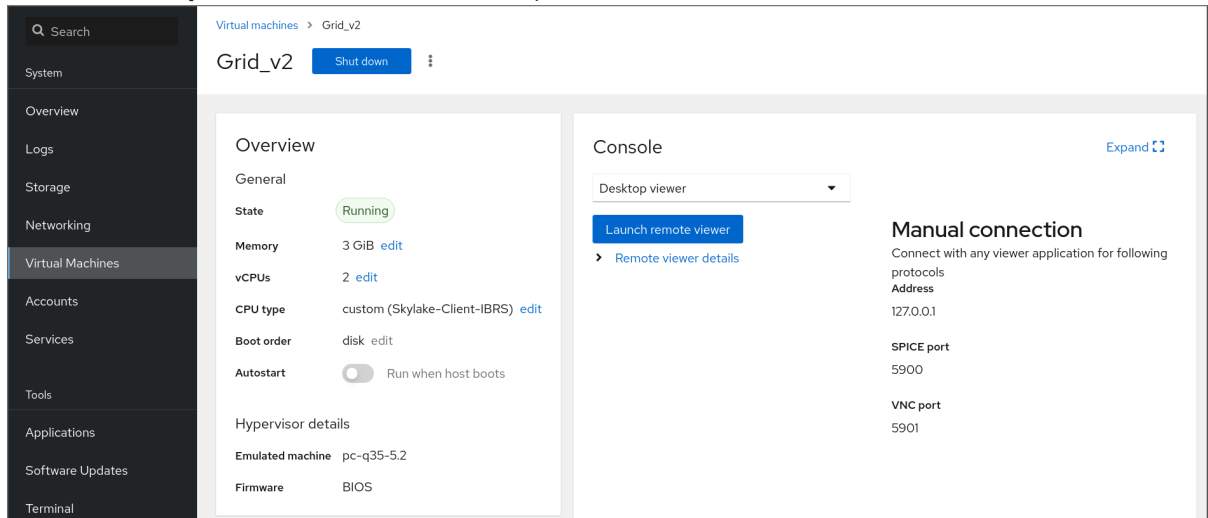 Search
System
Overview
Logs
Storage
Networking
Virtual Machines
Accounts
Services
Tools
Applications
Software Updates
Terminal
Virtual machines > Grid_v2
Grid_v2 Shut down
Overview
General
State Running
Memory 3 GiB edit
vCPUs 2 edit
CPU type custom (Skylake-Client-IBRS) edit
Boot order disk edit
Autostart Run when host boots
Hypervisor details
Emulated machine pc-q35-5.2
Firmware BIOS
Console Expand
Desktop viewer
Launch remote viewer
Remote viewer details
Manual connection
Connect with any viewer application for following
protocols
Address
127.0.0.1
SPICE port
5900
VNC port
5901